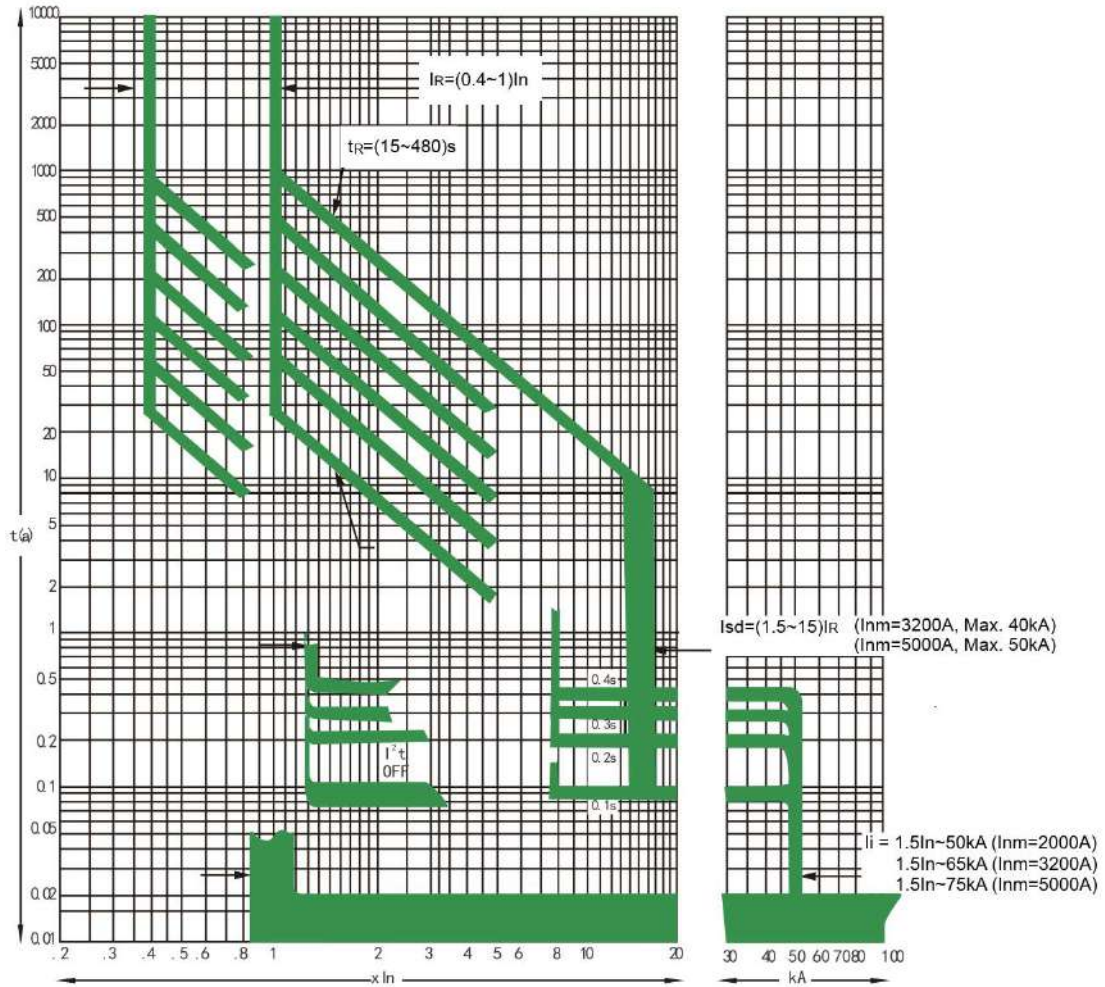 10000
5000
2000
1000
500
200
100
50
20
10
5
2
1
0.5
0.2
0.1
0.05
0.02
0.01
t(a)
IR=(0.4~1)In
tR=(15~480)s
Isd=(1.5~15)IR (Inm=3200A, Max. 40kA)
(Inm=5000A, Max. 50kA)
0.4s
0.3s
0.2s
0.1s
I²t
OFF
Ii = 1.5In~50kA (Inm=2000A)
1.5In~65kA (Inm=3200A)
1.5In~75kA (Inm=5000A)
.2 .3 .4 .5 .6 .8 1 2 3 4 5 6 8 10 20
30 40 50 60 70 80 100
x In
kA